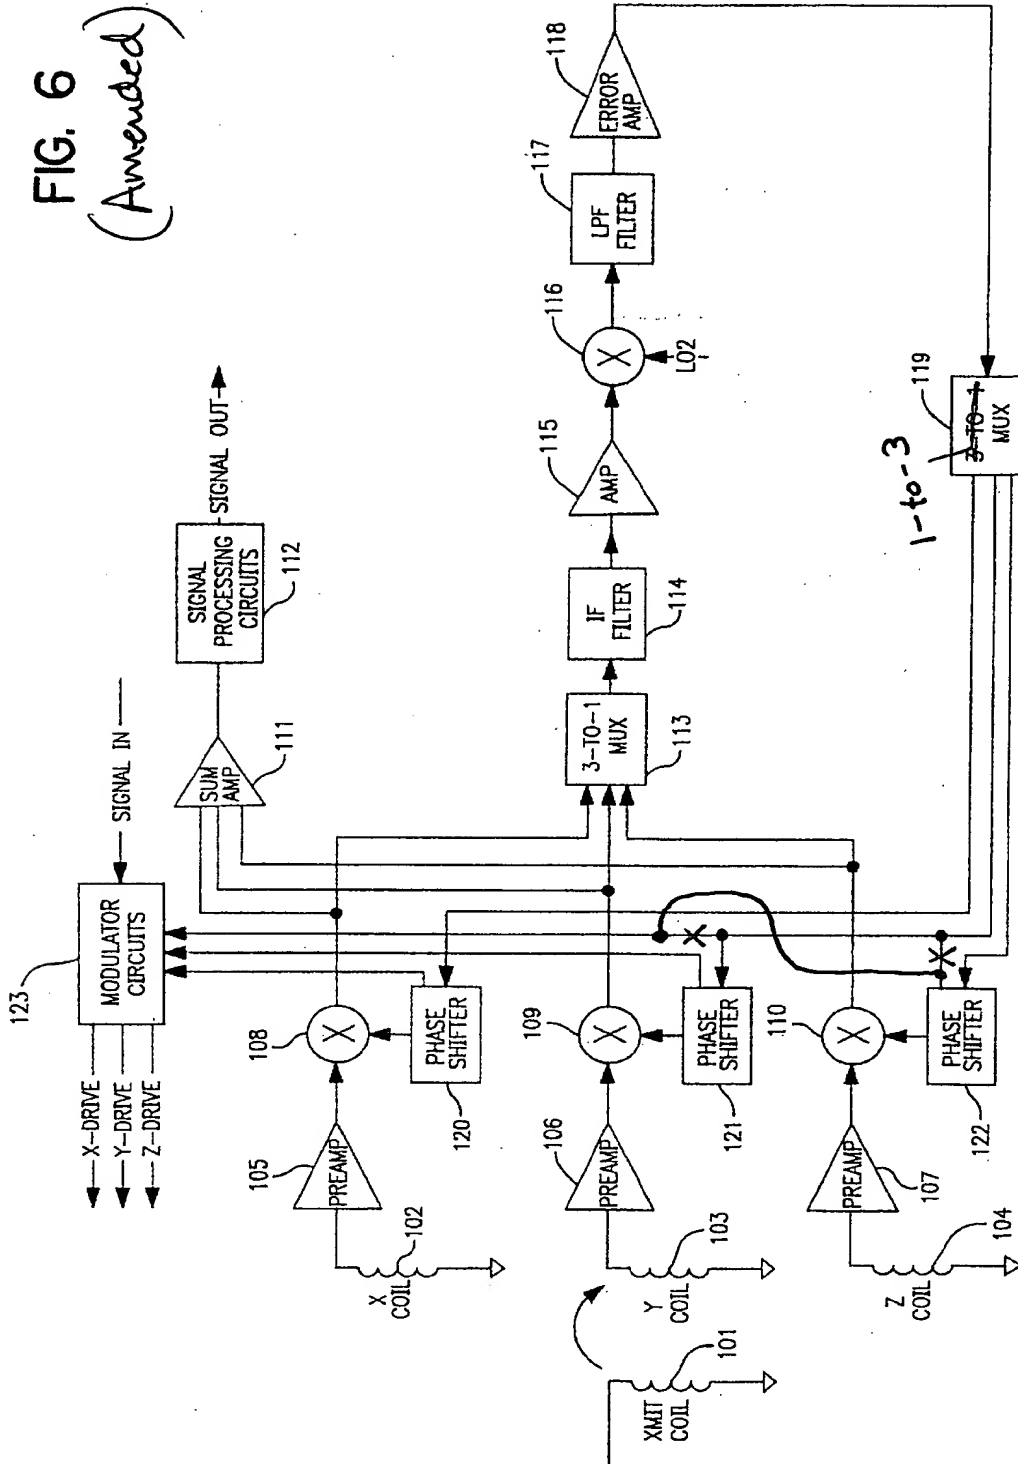 FIG. 6
(Amended)
123
MODULATOR
CIRCUITS
SIGNAL IN
X-DRIVE
Y-DRIVE
Z-DRIVE
SUM
AMP
111
SIGNAL
PROCESSING
CIRCUITS
112
SIGNAL OUT
X
COIL
102
PREAMP
105
X
108
PHASE
SHIFTER
120
XMIT
COIL
101
Y
COIL
103
PREAMP
106
X
109
PHASE
SHIFTER
121
3-TO-1
MUX
113
IF
FILTER
114
AMP
115
X
116
LO2
LPF
FILTER
117
ERROR
AMP
118
Z
COIL
104
PREAMP
107
X
110
PHASE
SHIFTER
122
1-to-3
3-TO-1
MUX
119